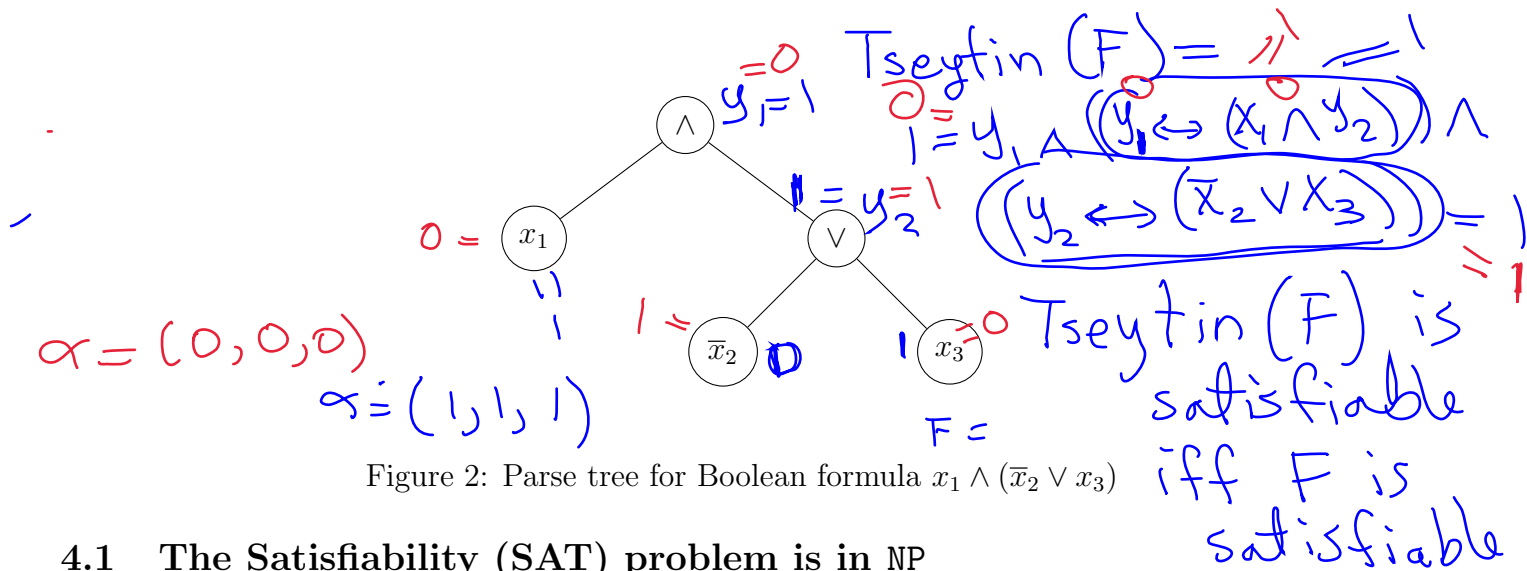 Tseytin (F) = 1 = 1
= 0
y₁ = 1
0 0
0 =
1 = y₁ ∧ ((y₁ ↔ (x₁ ∧ y₂)) ∧
∧
1 = y₂ = 1
(y₂ ↔ (x̅₂ ∨ x₃)) = 1
= 1
0 = x₁
∨
= 1
1 = x̅₂ 0
1 x₃ = 0
α = (0,0,0)
α = (1,1,1)
Tseytin (F) is
satisfiable
iff F is
satisfiable
F =
Figure 2: Parse tree for Boolean formula x₁ ∧ (x̅₂ ∨ x₃)
4.1 The Satisfiability (SAT) problem is in NP